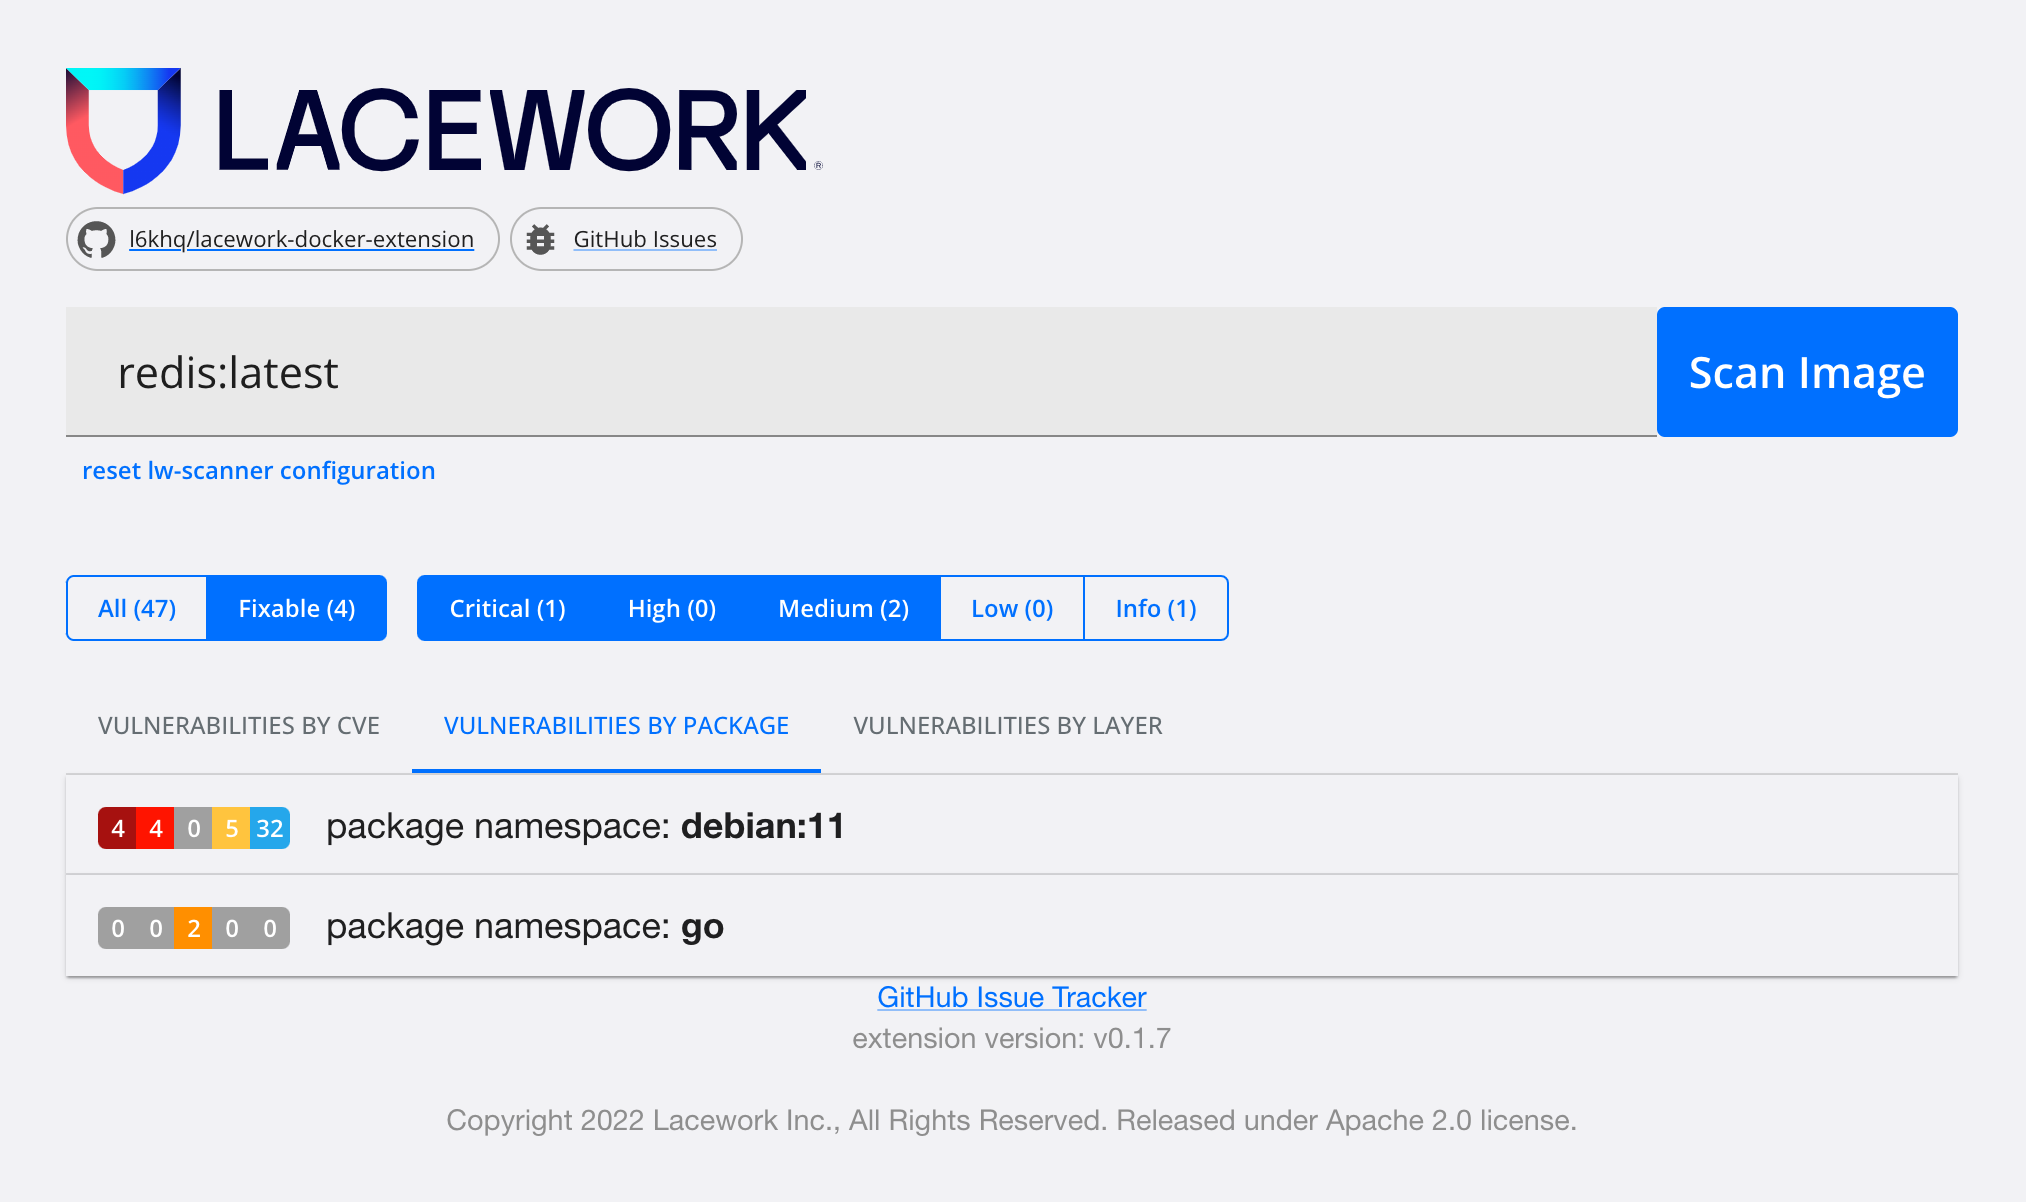 LACEWORK®
l6khq/lacework-docker-extension GitHub Issues
redis:latest Scan Image
reset lw-scanner configuration
All (47) Fixable (4) Critical (1) High (0) Medium (2) Low (0) Info (1)
VULNERABILITIES BY CVE VULNERABILITIES BY PACKAGE VULNERABILITIES BY LAYER
4 4 0 5 32 package namespace: debian:11
0 0 2 0 0 package namespace: go
GitHub Issue Tracker
extension version: v0.1.7
Copyright 2022 Lacework Inc., All Rights Reserved. Released under Apache 2.0 license.